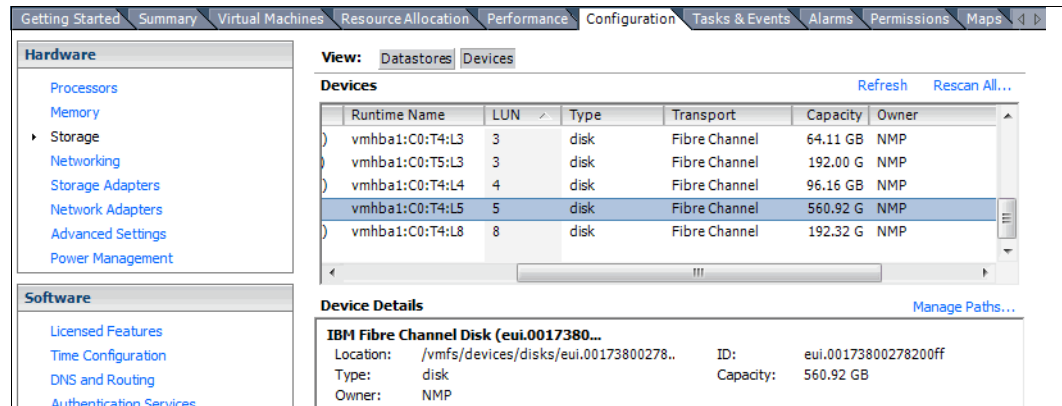 Getting Started Summary Virtual Machines Resource Allocation Performance Configuration Tasks & Events Alarms Permissions Maps
Hardware
Processors
Memory
Storage
Networking
Storage Adapters
Network Adapters
Advanced Settings
Power Management
Software
Licensed Features
Time Configuration
DNS and Routing
Authentication Services
View: Datastores Devices
Devices Refresh Rescan All...
Runtime Name LUN Type Transport Capacity Owner
) vmhba1:C0:T4:L3 3 disk Fibre Channel 64.11 GB NMP
) vmhba1:C0:T5:L3 3 disk Fibre Channel 192.00 G NMP
) vmhba1:C0:T4:L4 4 disk Fibre Channel 96.16 GB NMP
vmhba1:C0:T4:L5 5 disk Fibre Channel 560.92 G NMP
) vmhba1:C0:T4:L8 8 disk Fibre Channel 192.32 G NMP
Device Details Manage Paths...
IBM Fibre Channel Disk (eui.0017380...
Location: /vmfs/devices/disks/eui.00173800278.. ID: eui.00173800278200ff
Type: disk Capacity: 560.92 GB
Owner: NMP